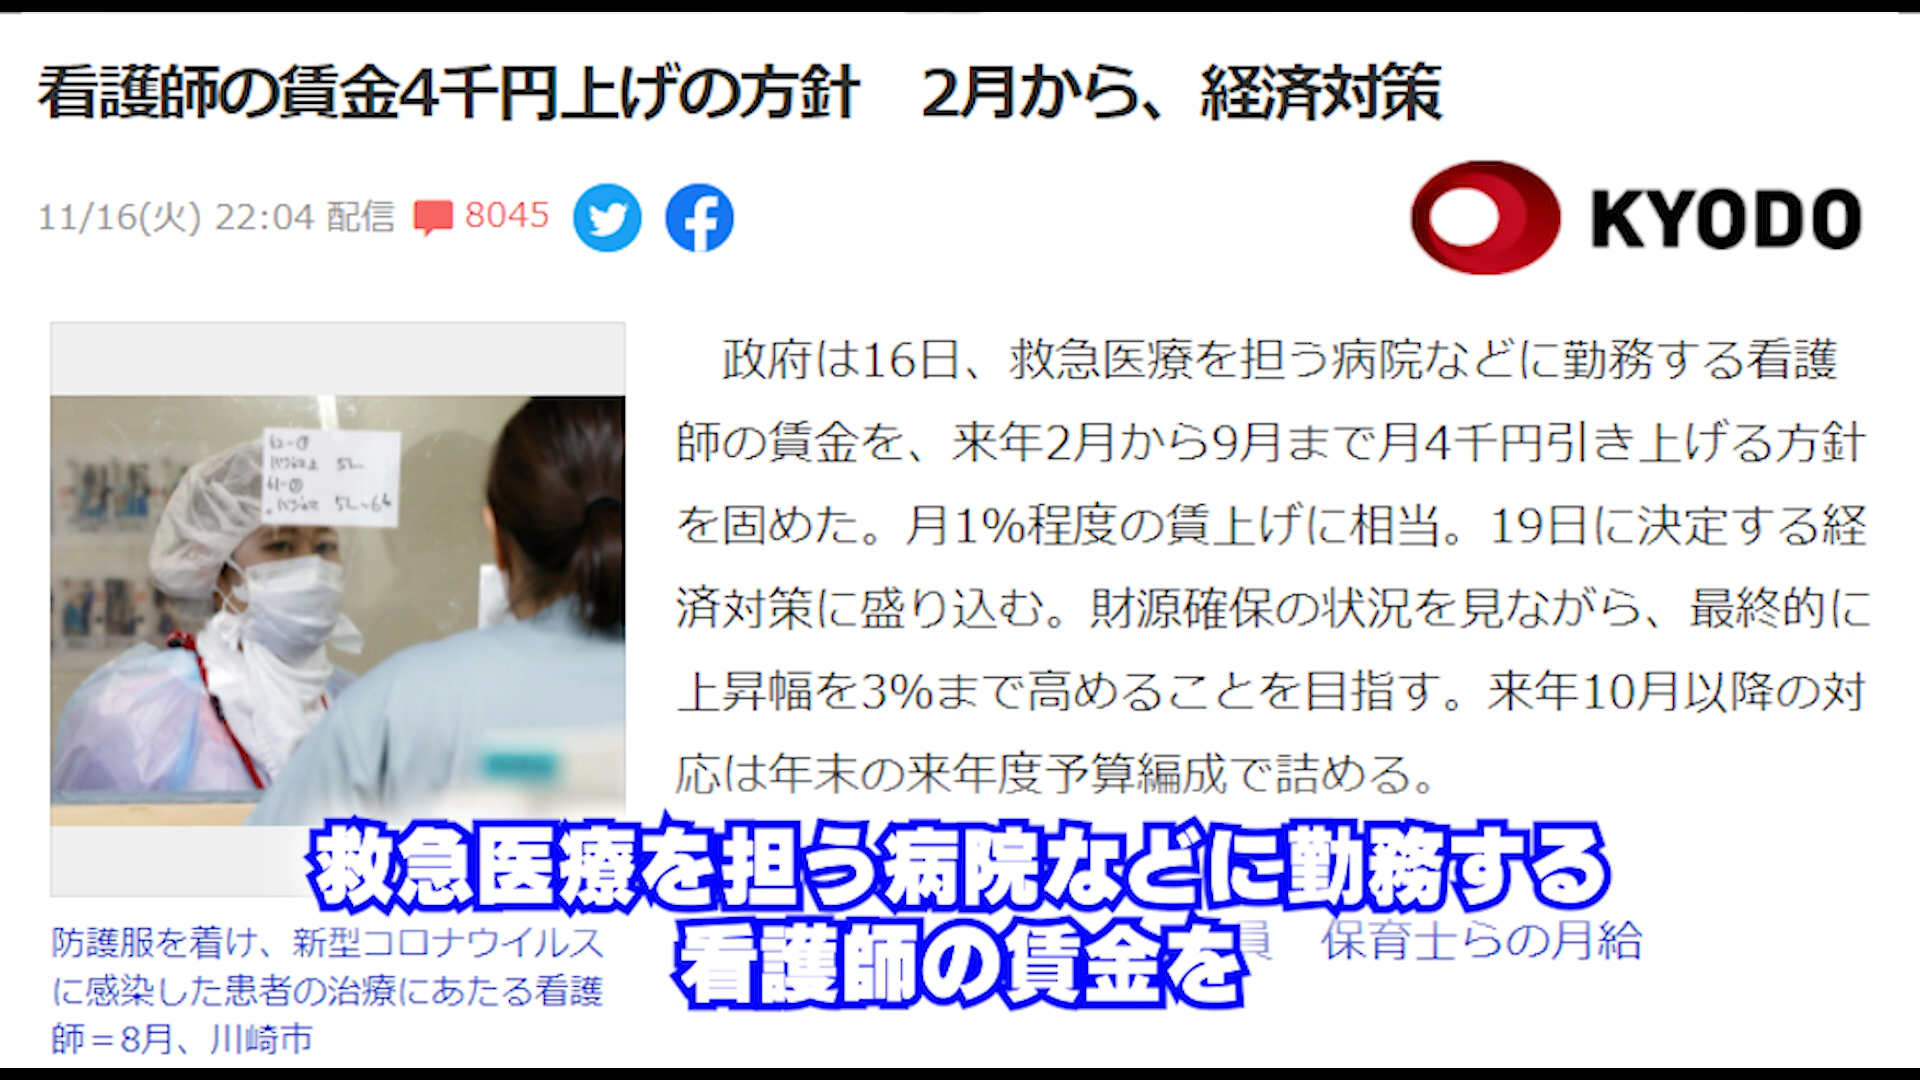 看護師の賃金4千円上げの方針　2月から、経済対策
11/16(火) 22:04 配信 8045
KYODO
政府は16日、救急医療を担う病院などに勤務する看護
師の賃金を、来年2月から9月まで月4千円引き上げる方針
を固めた。月1%程度の賃上げに相当。19日に決定する経
済対策に盛り込む。財源確保の状況を見ながら、最終的に
上昇幅を3%まで高めることを目指す。来年10月以降の対
応は年末の来年度予算編成で詰める。
救急医療を担う病院などに勤務する
看護師の賃金を
員　保育士らの月給
防護服を着け、新型コロナウイルス
に感染した患者の治療にあたる看護
師＝8月、川崎市